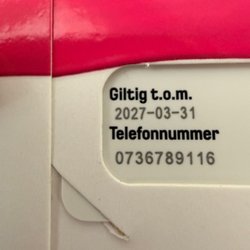 Giltig t.o.m.
2027-03-31
Telefonnummer
0736789116